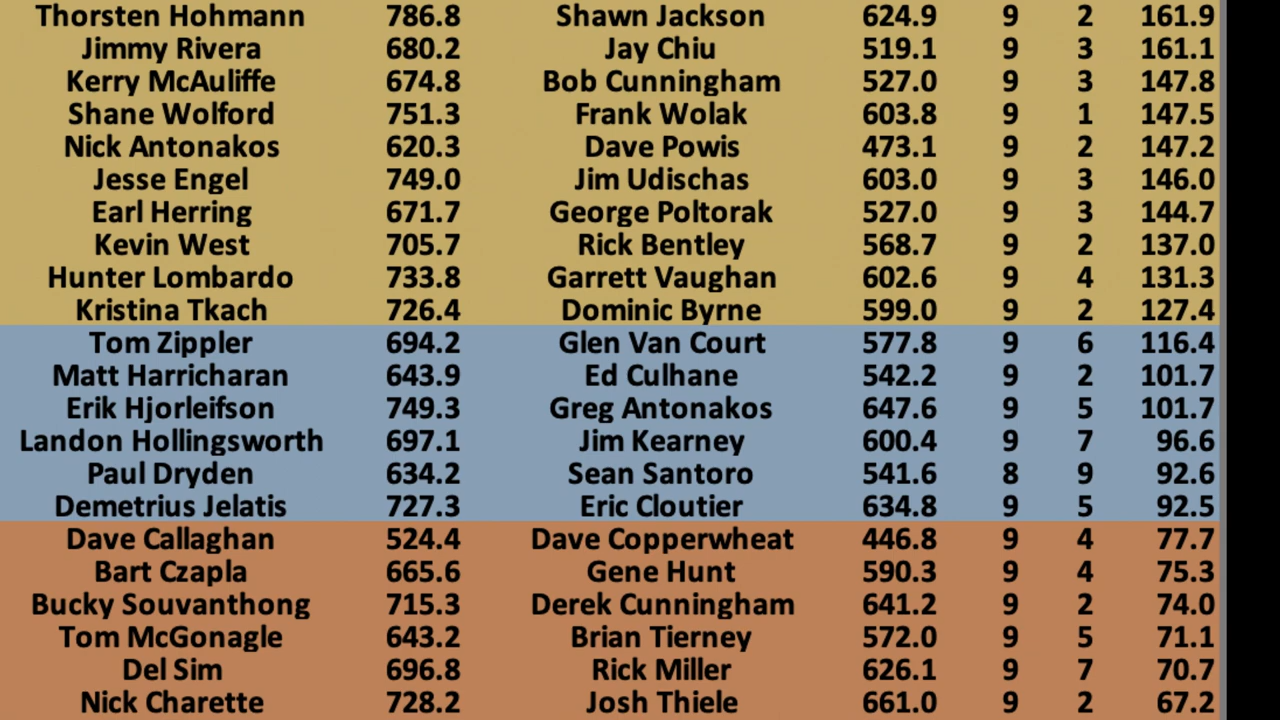 Thorsten Hohmann 786.8 Shawn Jackson 624.9 9 2 161.9
Jimmy Rivera 680.2 Jay Chiu 519.1 9 3 161.1
Kerry McAuliffe 674.8 Bob Cunningham 527.0 9 3 147.8
Shane Wolford 751.3 Frank Wolak 603.8 9 1 147.5
Nick Antonakos 620.3 Dave Powis 473.1 9 2 147.2
Jesse Engel 749.0 Jim Udischas 603.0 9 3 146.0
Earl Herring 671.7 George Poltorak 527.0 9 3 144.7
Kevin West 705.7 Rick Bentley 568.7 9 2 137.0
Hunter Lombardo 733.8 Garrett Vaughan 602.6 9 4 131.3
Kristina Tkach 726.4 Dominic Byrne 599.0 9 2 127.4
Tom Zippler 694.2 Glen Van Court 577.8 9 6 116.4
Matt Harricharan 643.9 Ed Culhane 542.2 9 2 101.7
Erik Hjorleifson 749.3 Greg Antonakos 647.6 9 5 101.7
Landon Hollingsworth 697.1 Jim Kearney 600.4 9 7 96.6
Paul Dryden 634.2 Sean Santoro 541.6 8 9 92.6
Demetrius Jelatis 727.3 Eric Cloutier 634.8 9 5 92.5
Dave Callaghan 524.4 Dave Copperwheat 446.8 9 4 77.7
Bart Czapla 665.6 Gene Hunt 590.3 9 4 75.3
Bucky Souvanthong 715.3 Derek Cunningham 641.2 9 2 74.0
Tom McGonagle 643.2 Brian Tierney 572.0 9 5 71.1
Del Sim 696.8 Rick Miller 626.1 9 7 70.7
Nick Charette 728.2 Josh Thiele 661.0 9 2 67.2